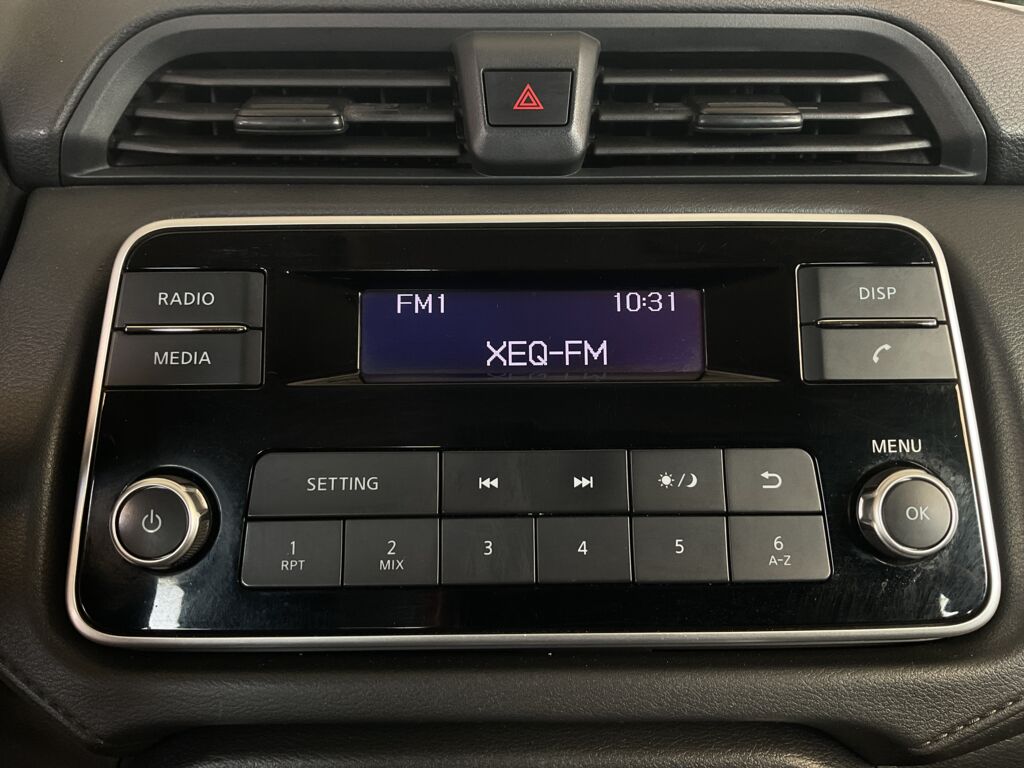 RADIO
MEDIA
FM1 10:31
XEQ-FM
DISP
MENU
SETTING
1 RPT
2 MIX
3
4
5
6 A-Z
OK